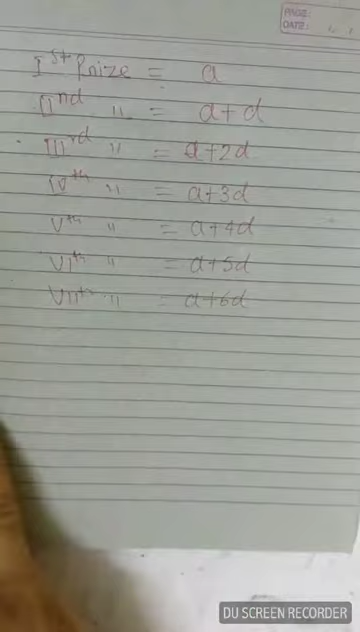 PAGE:
DATE:
Ist Prize = a
IInd " = a+d
IIIrd " = a+2d
IVth " = a+3d
Vth " = a+4d
VIth " = a+5d
VIIth " = a+6d
DU SCREEN RECORDER